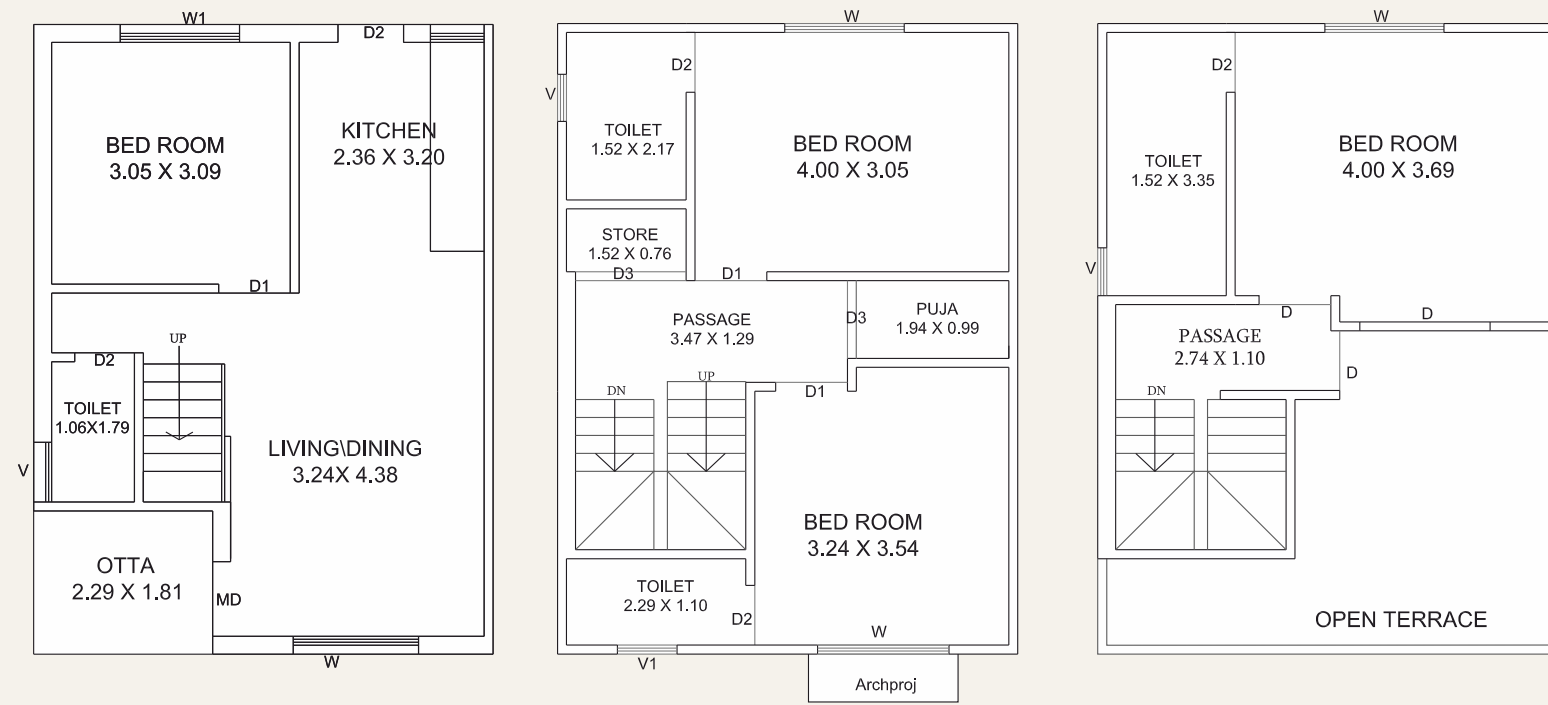 W1
D2
BED ROOM
3.05 X 3.09
KITCHEN
2.36 X 3.20
D1
UP
D2
TOILET
1.06X1.79
LIVING\DINING
3.24X 4.38
V
OTTA
2.29 X 1.81
MD
W
W
D2
V
TOILET
1.52 X 2.17
BED ROOM
4.00 X 3.05
STORE
1.52 X 0.76
D3
D1
PASSAGE
3.47 X 1.29
D3
PUJA
1.94 X 0.99
DN
UP
D1
BED ROOM
3.24 X 3.54
TOILET
2.29 X 1.10
D2
W
V1
Archproj
W
D2
TOILET
1.52 X 3.35
BED ROOM
4.00 X 3.69
V
D
D
PASSAGE
2.74 X 1.10
D
DN
OPEN TERRACE